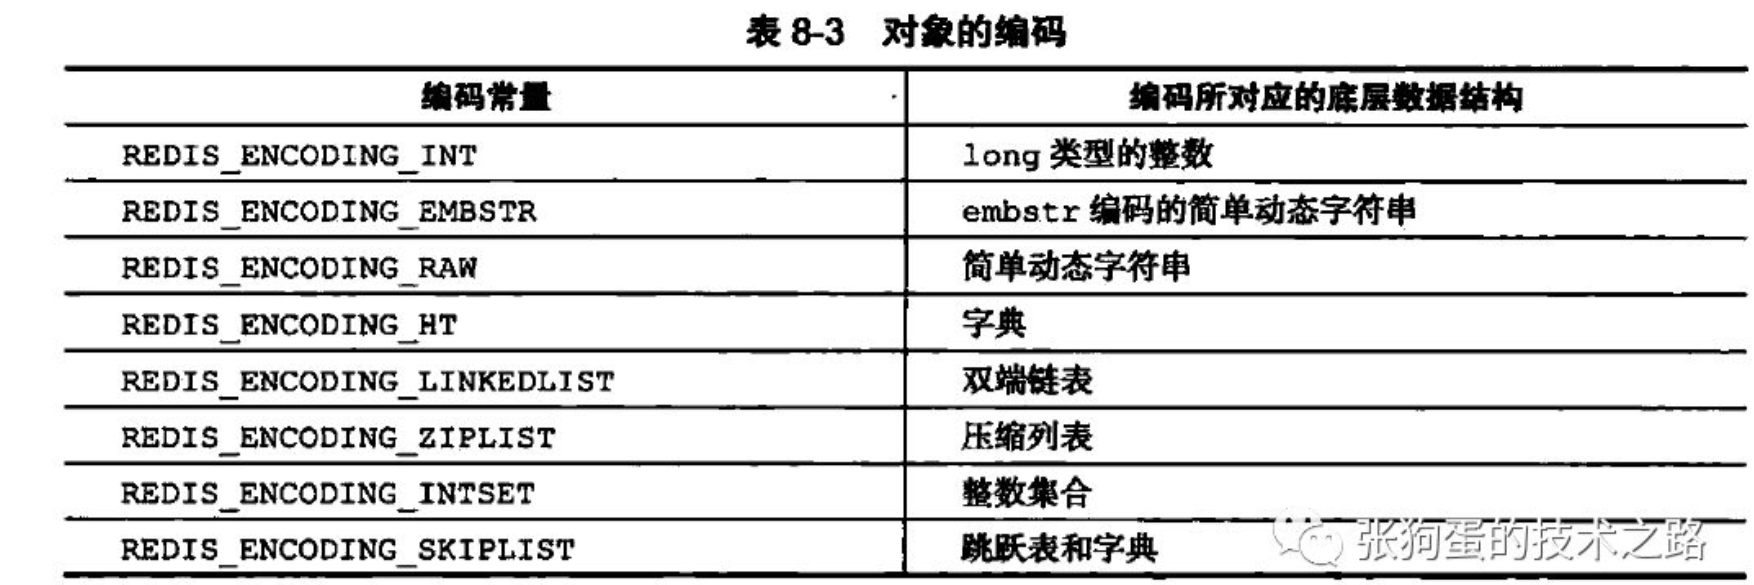 表 8-3 对象的编码
编码常量 编码所对应的底层数据结构
REDIS_ENCODING_INT long 类型的整数
REDIS_ENCODING_EMBSTR embstr 编码的简单动态字符串
REDIS_ENCODING_RAW 简单动态字符串
REDIS_ENCODING_HT 字典
REDIS_ENCODING_LINKEDLIST 双端链表
REDIS_ENCODING_ZIPLIST 压缩列表
REDIS_ENCODING_INTSET 整数集合
REDIS_ENCODING_SKIPLIST 跳跃表和字典
张狗蛋的技术之路